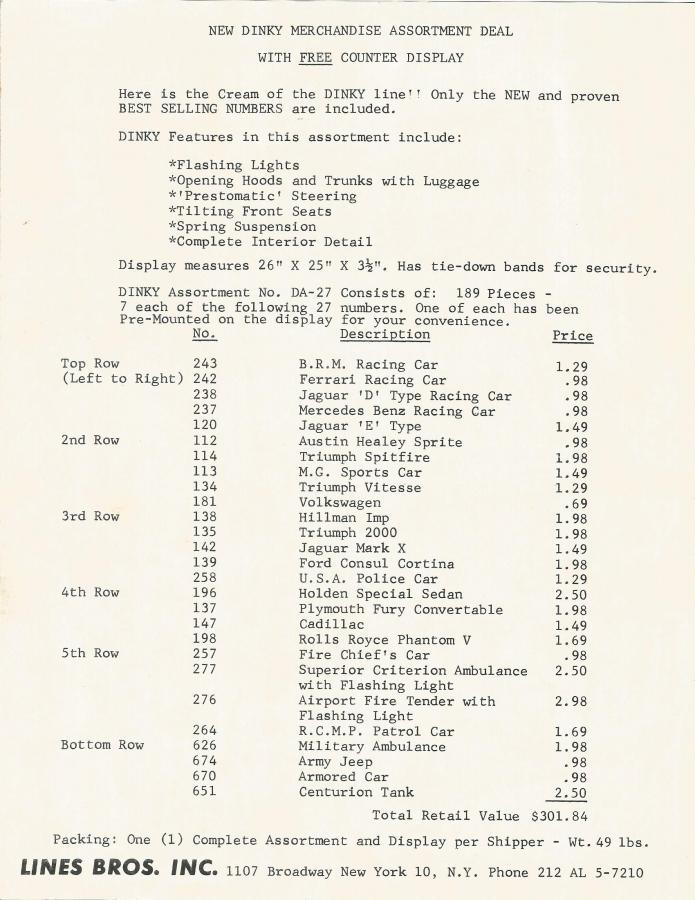 NEW DINKY MERCHANDISE ASSORTMENT DEAL
WITH FREE COUNTER DISPLAY
Here is the Cream of the DINKY line!! Only the NEW and proven
BEST SELLING NUMBERS are included.
DINKY Features in this assortment include:
*Flashing Lights
*Opening Hoods and Trunks with Luggage
*'Prestomatic' Steering
*Tilting Front Seats
*Spring Suspension
*Complete Interior Detail
Display measures 26" X 25" X 3½". Has tie-down bands for security.
DINKY Assortment No. DA-27 Consists of: 189 Pieces -
7 each of the following 27 numbers. One of each has been
Pre-Mounted on the display for your convenience.
No. Description Price
Top Row 243 B.R.M. Racing Car 1.29
(Left to Right) 242 Ferrari Racing Car .98
238 Jaguar 'D' Type Racing Car .98
237 Mercedes Benz Racing Car .98
120 Jaguar 'E' Type 1.49
2nd Row 112 Austin Healey Sprite .98
114 Triumph Spitfire 1.98
113 M.G. Sports Car 1.49
134 Triumph Vitesse 1.29
181 Volkswagen .69
3rd Row 138 Hillman Imp 1.98
135 Triumph 2000 1.98
142 Jaguar Mark X 1.49
139 Ford Consul Cortina 1.98
258 U.S.A. Police Car 1.29
4th Row 196 Holden Special Sedan 2.50
137 Plymouth Fury Convertable 1.98
147 Cadillac 1.49
198 Rolls Royce Phantom V 1.69
5th Row 257 Fire Chief's Car .98
277 Superior Criterion Ambulance 2.50
with Flashing Light
276 Airport Fire Tender with 2.98
Flashing Light
264 R.C.M.P. Patrol Car 1.69
Bottom Row 626 Military Ambulance 1.98
674 Army Jeep .98
670 Armored Car .98
651 Centurion Tank 2.50
Total Retail Value $301.84
Packing: One (1) Complete Assortment and Display per Shipper - Wt. 49 lbs.
LINES BROS. INC. 1107 Broadway New York 10, N.Y. Phone 212 AL 5-7210